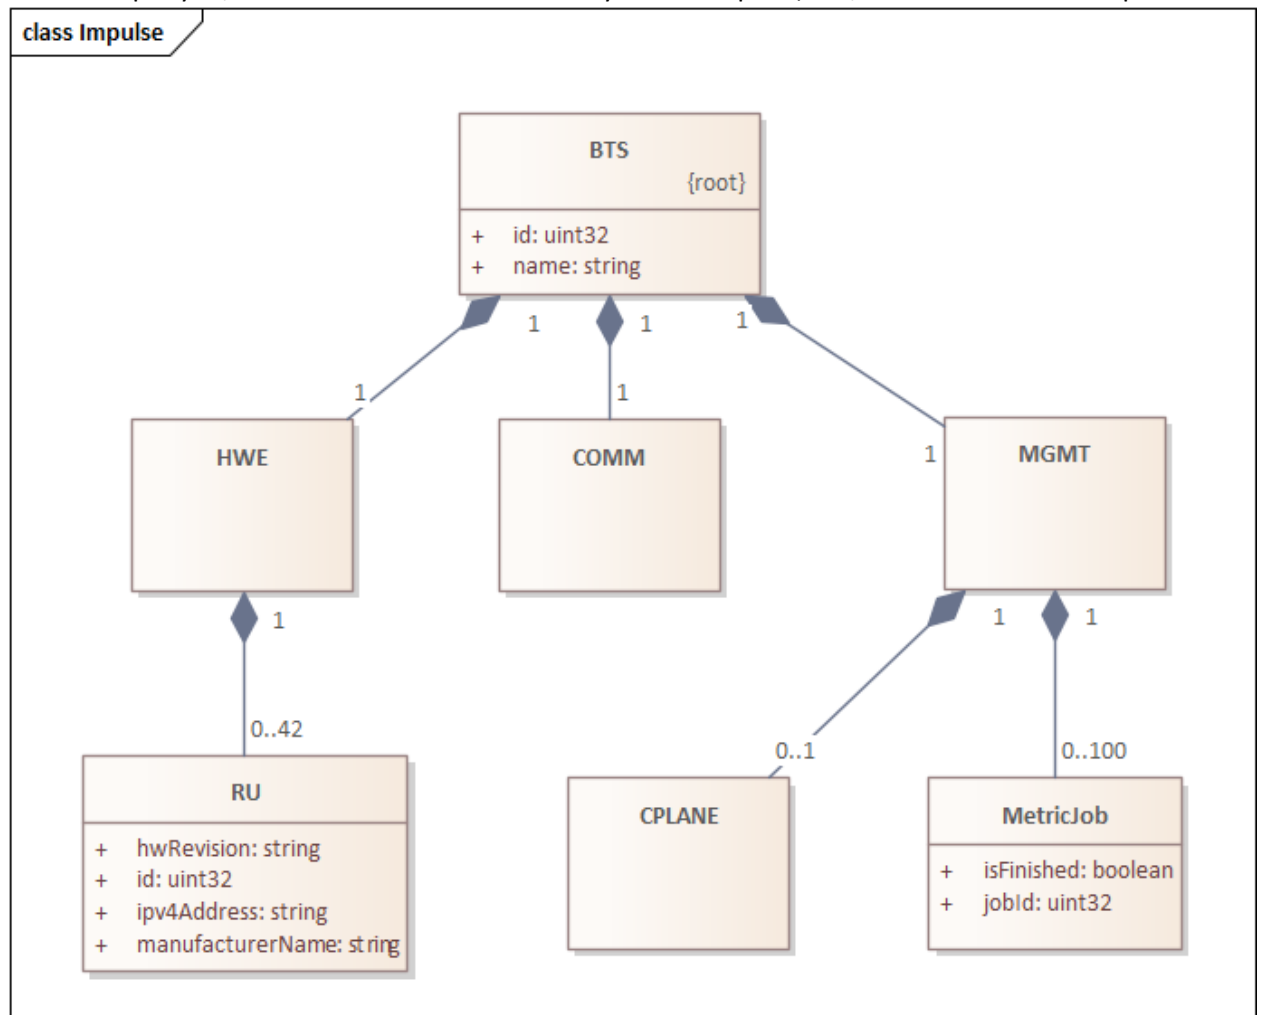 class Impulse
BTS
{root}
+ id: uint32
+ name: string
1 1 1
1 1 1
HWE COMM MGMT
1 1 1
0..42 0..1 0..100
RU
+ hwRevision: string
+ id: uint32
+ ipv4Address: string
+ manufacturerName: string
CPLANE
MetricJob
+ isFinished: boolean
+ jobId: uint32